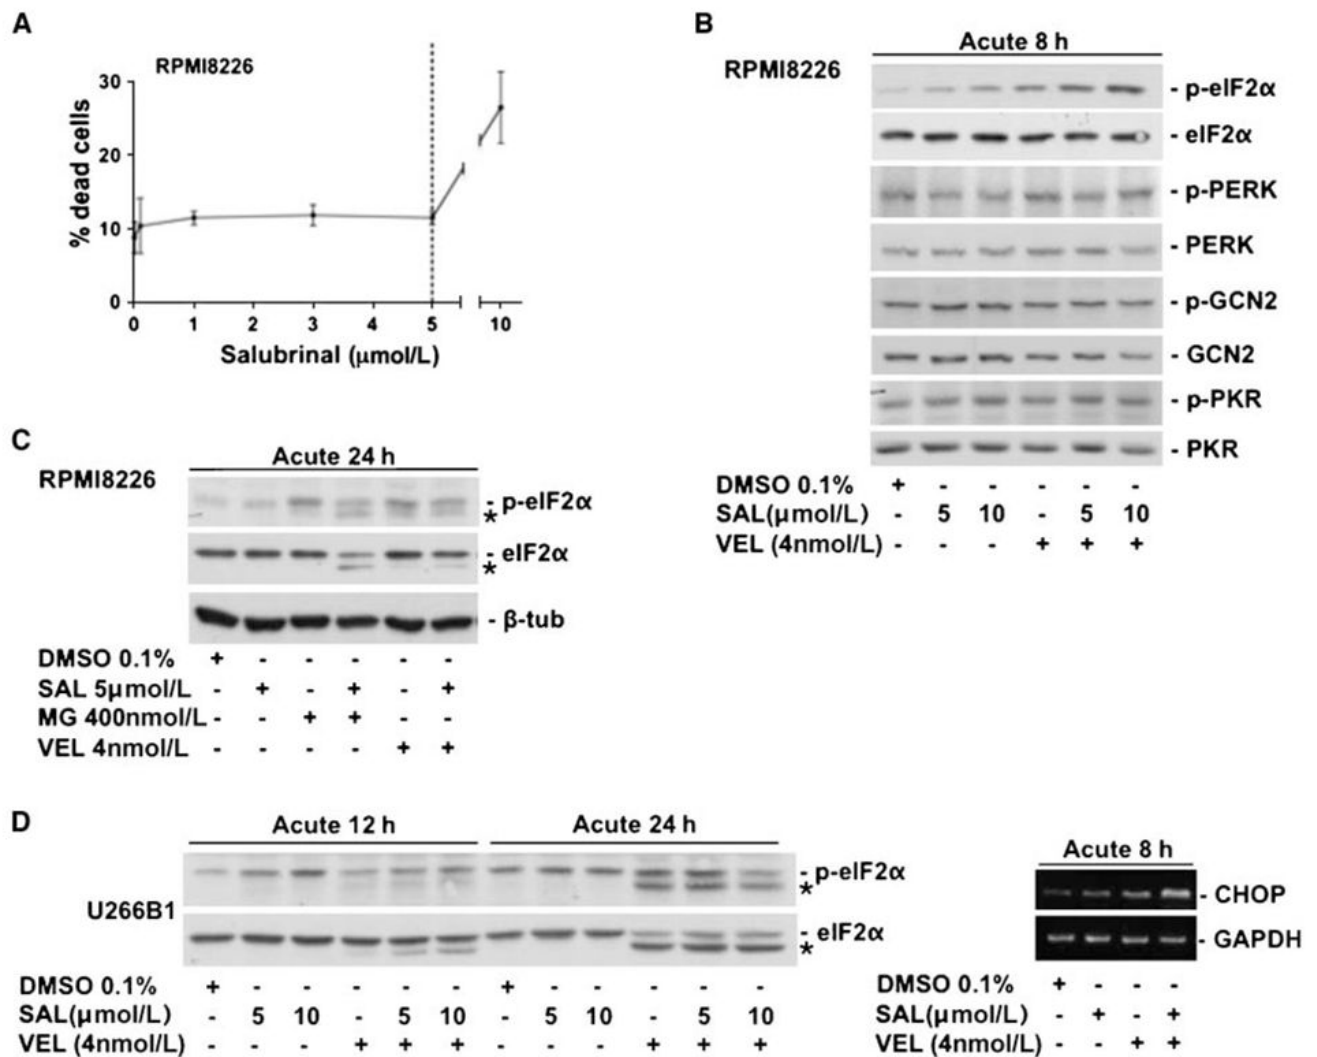 A
RPMI8226
% dead cells
30
20
10
0
0 1 2 3 4 5 10
Salubrinal (μmol/L)
B
RPMI8226
Acute 8 h
- p-eIF2α
- eIF2α
- p-PERK
- PERK
- p-GCN2
- GCN2
- p-PKR
- PKR
DMSO 0.1% + - - - - -
SAL(μmol/L) - 5 10 - 5 10
VEL (4nmol/L) - - - + + +
C
RPMI8226
Acute 24 h
- p-eIF2α
*
- eIF2α
*
- β-tub
DMSO 0.1% + - - - - -
SAL 5μmol/L - + - + - +
MG 400nmol/L - - + + - -
VEL 4nmol/L - - - - + +
D
Acute 12 h Acute 24 h
U266B1
- p-eIF2α
*
- eIF2α
*
DMSO 0.1% + - - - - - + - - - - -
SAL(μmol/L) - 5 10 - 5 10 - 5 10 - 5 10
VEL (4nmol/L) - - - + + + - - - + + +
Acute 8 h
- CHOP
- GAPDH
DMSO 0.1% + - - -
SAL(μmol/L) - + - +
VEL (4nmol/L) - - + +